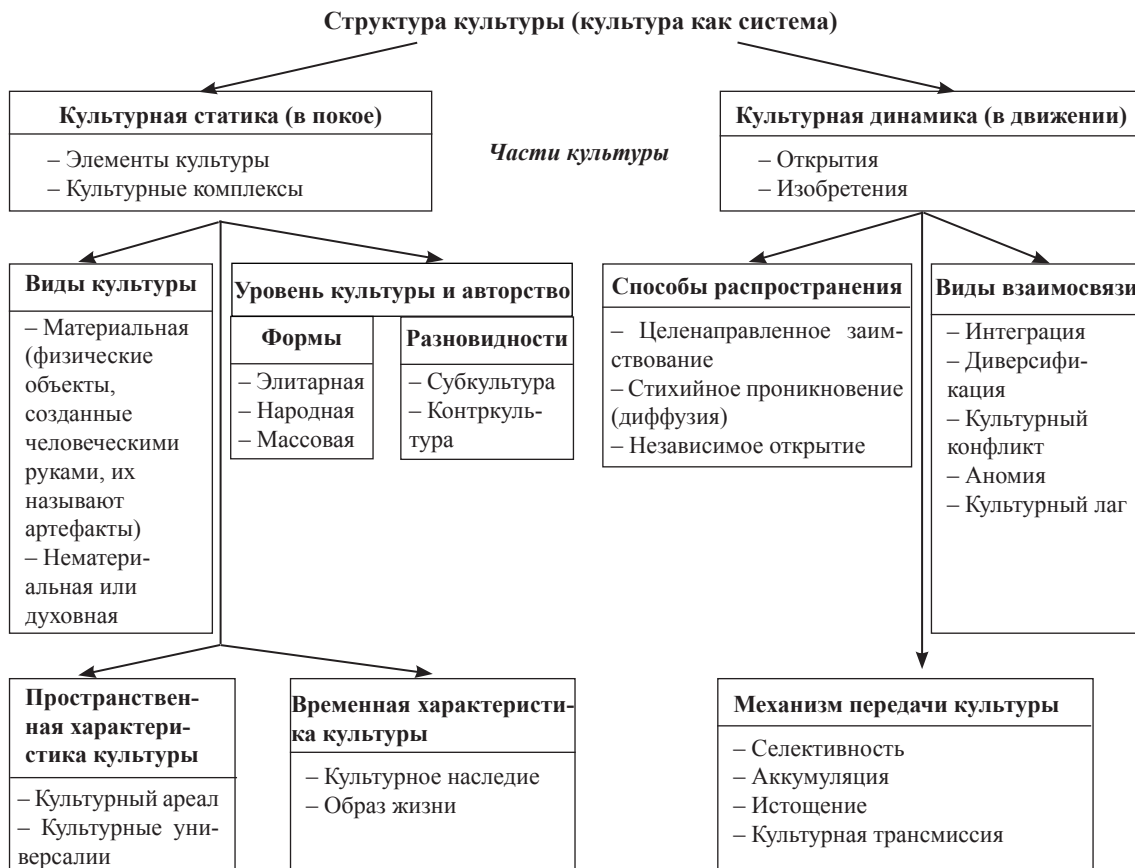 Структура культуры (культура как система)
Культурная статика (в покое)
– Элементы культуры
– Культурные комплексы
Части культуры
Культурная динамика (в движении)
– Открытия
– Изобретения
Виды культуры
– Материальная
(физические
объекты,
созданные
человеческими
руками, их
называют
артефакты)
– Нематери-
альная или
духовная
Уровень культуры и авторство
Формы
– Элитарная
– Народная
– Массовая
Разновидности
– Субкультура
– Контркуль-
тура
Способы распространения
– Целенаправленное заим-
ствование
– Стихийное проникновение
(диффузия)
– Независимое открытие
Виды взаимосвязи
– Интеграция
– Диверсифи-
кация
– Культурный
конфликт
– Аномия
– Культурный лаг
Пространствен-
ная характери-
стика культуры
– Культурный ареал
– Культурные уни-
версалии
Временная характеристи-
ка культуры
– Культурное наследие
– Образ жизни
Механизм передачи культуры
– Селективность
– Аккумуляция
– Истощение
– Культурная трансмиссия